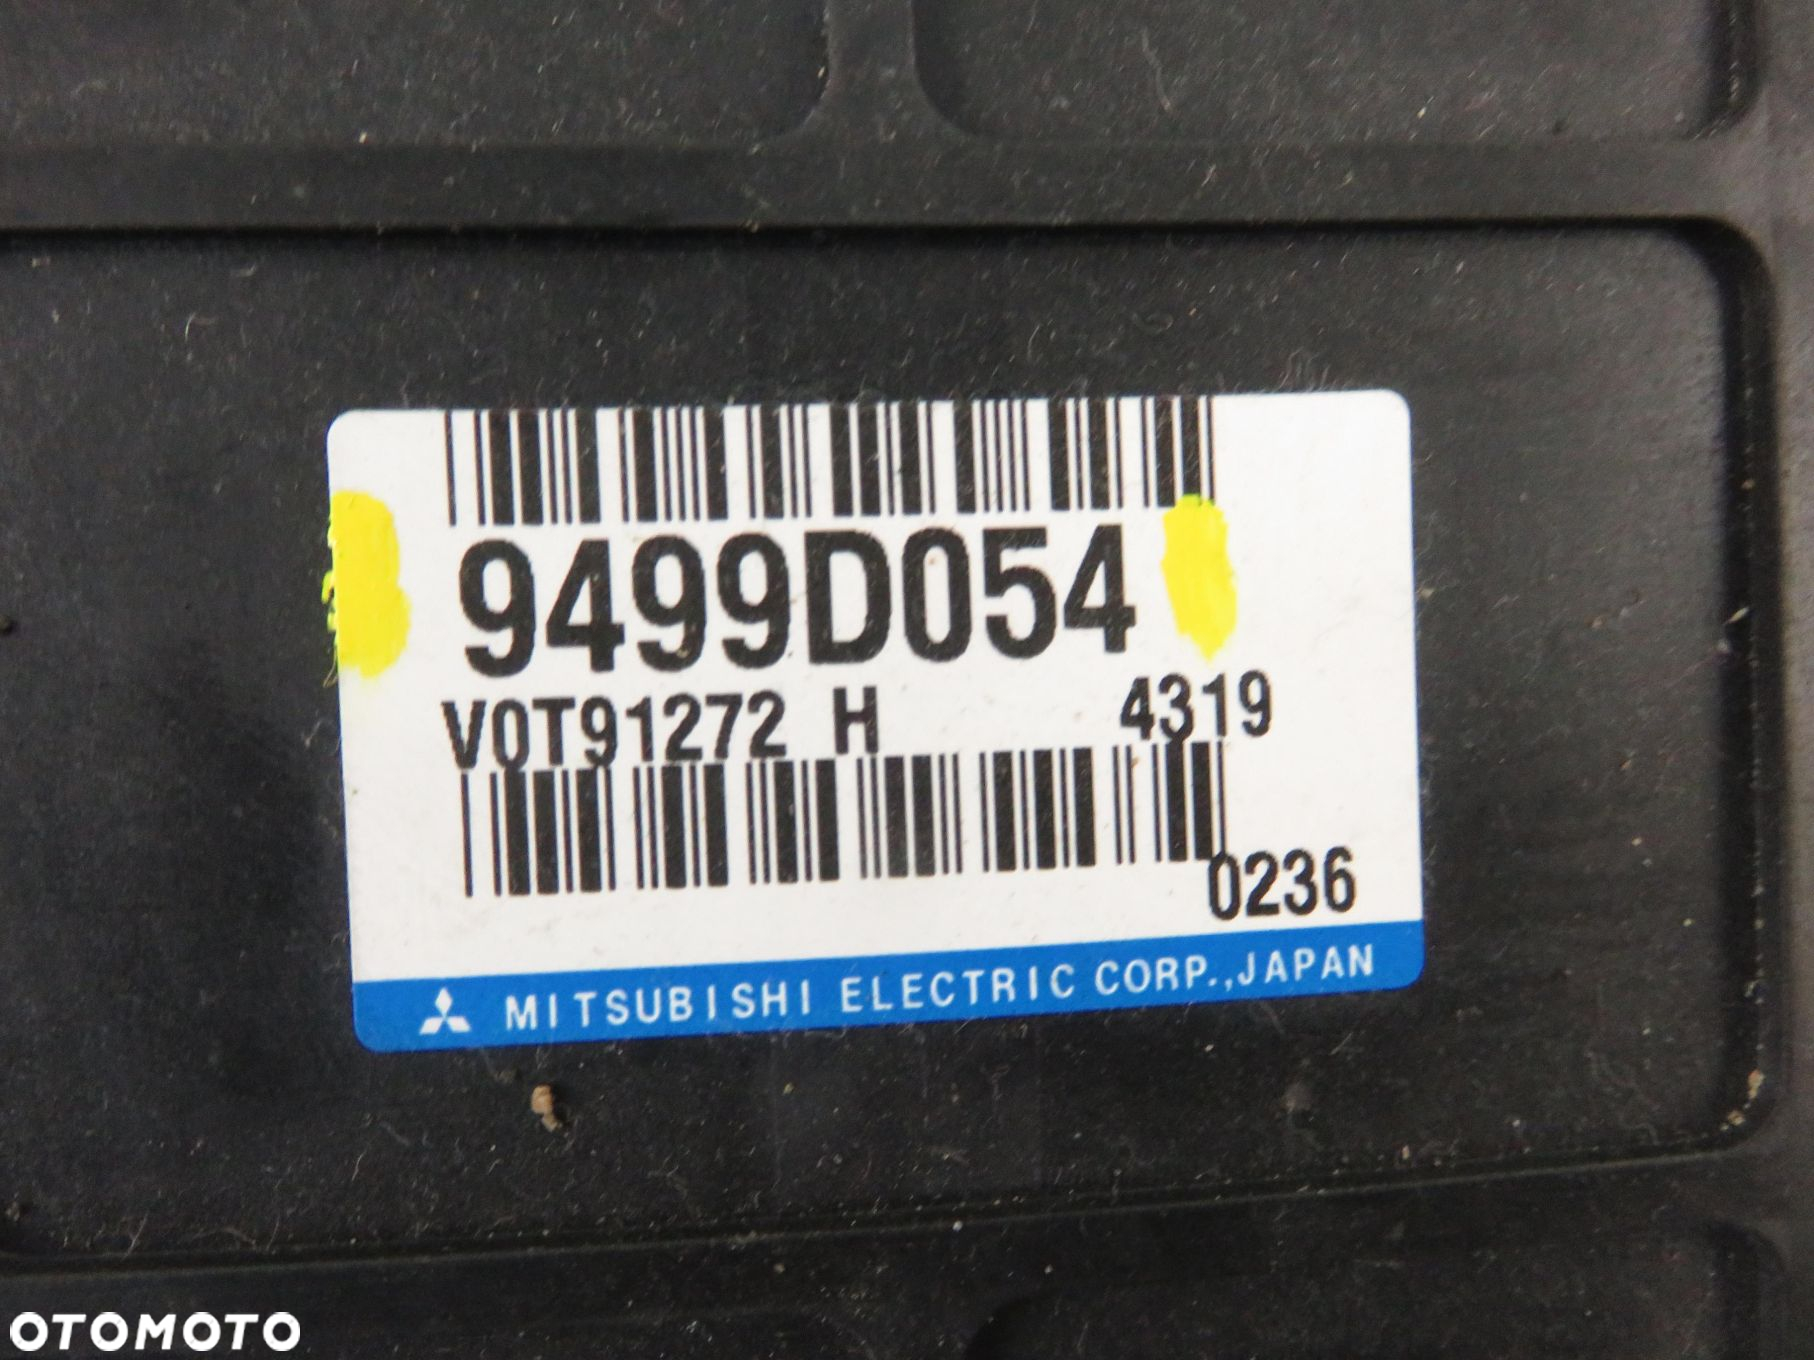 9499D054
V0T91272 H 4319
0236
MITSUBISHI ELECTRIC CORP.,JAPAN
OTOMOTO